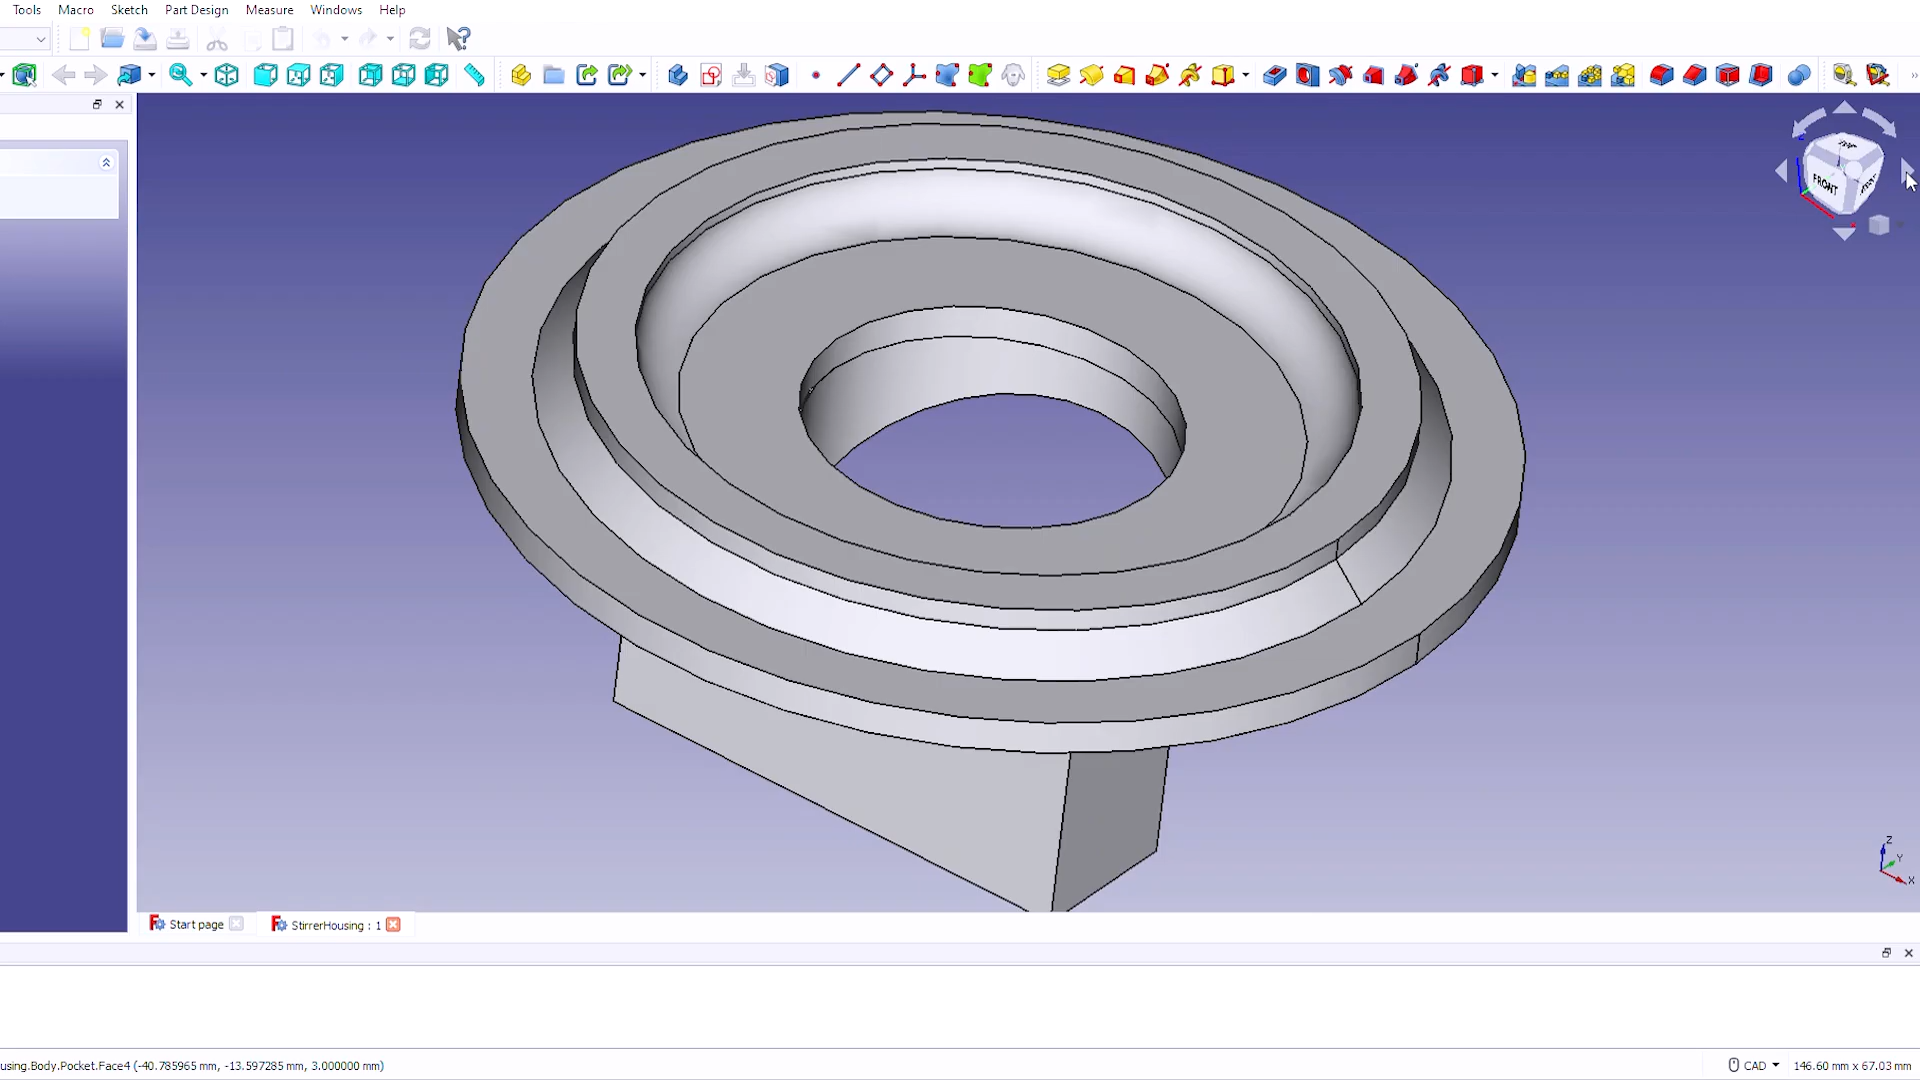 Tools Macro Sketch Part Design Measure Windows Help
FRONT
Z
Y
X
Start page StirrerHousing : 1
using.Body.Pocket.Face4 (-40.785965 mm, -13.597285 mm, 3.000000 mm) CAD 146.60 mm x 67.03 mm